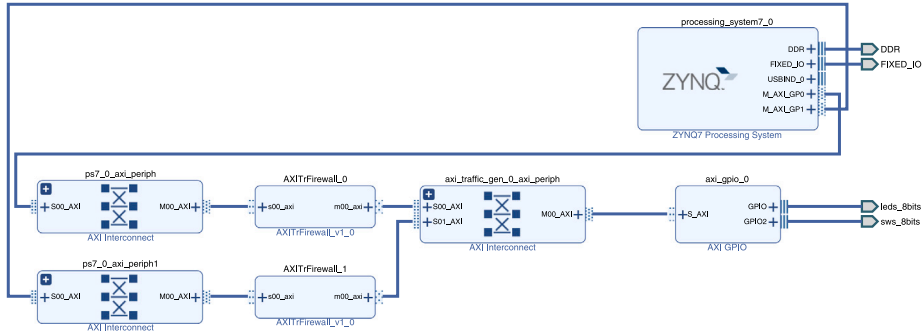 processing_system7_0
DDR
DDR
FIXED_IO
FIXED_IO
USBIND_0
ZYNQ
M_AXI_GP0
M_AXI_GP1
ZYNQ7 Processing System
ps7_0_axi_periph
S00_AXI
M00_AXI
AXI Interconnect
AXITrFirewall_0
s00_axi
m00_axi
AXITrFirewall_v1_0
axi_traffic_gen_0_axi_periph
S00_AXI
S01_AXI
M00_AXI
AXI Interconnect
axi_gpio_0
S_AXI
GPIO
GPIO2
AXI GPIO
leds_8bits
sws_8bits
ps7_0_axi_periph1
S00_AXI
M00_AXI
AXI Interconnect
AXITrFirewall_1
s00_axi
m00_axi
AXITrFirewall_v1_0